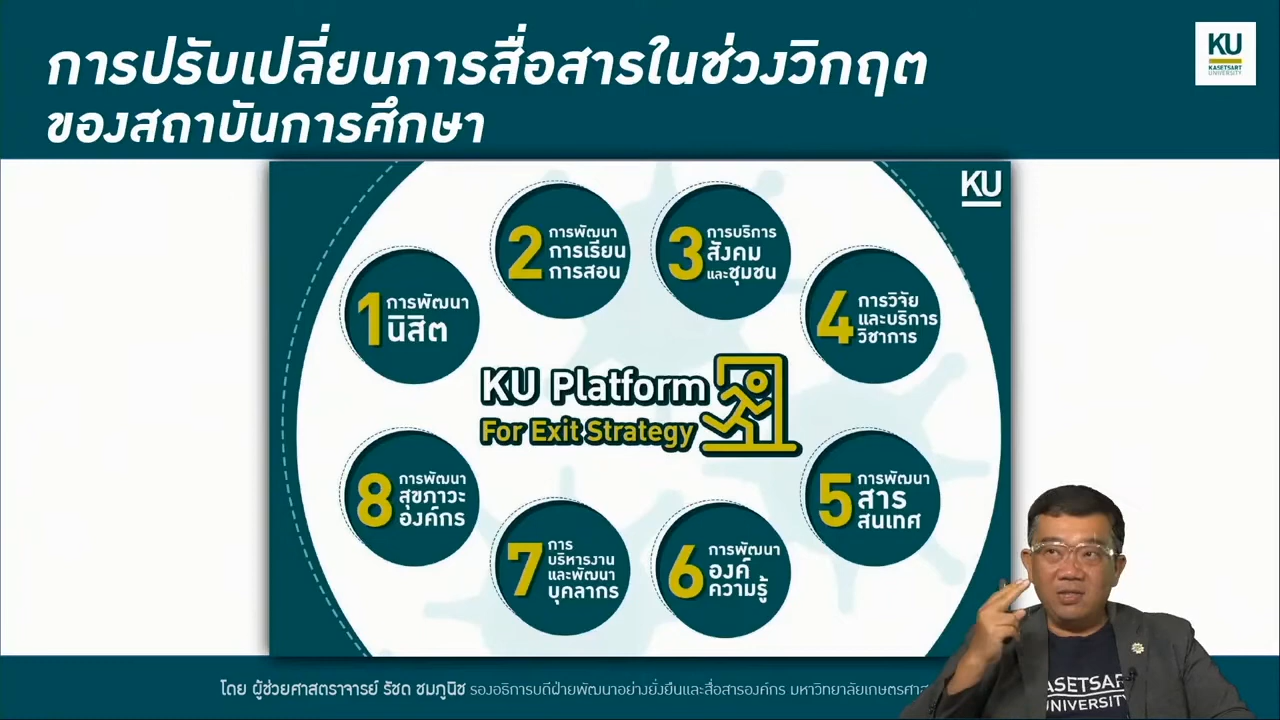 การปรับเปลี่ยนการสื่อสารในช่วงวิกฤต
ของสถาบันการศึกษา
KU
KASETSART
UNIVERSITY
KU
1 การพัฒนา
นิสิต
2 การพัฒนา
การเรียน
การสอน
3 การบริการ
สังคม
และชุมชน
4 การวิจัย
และบริการ
วิชาการ
KU Platform
For Exit Strategy
5 การพัฒนา
สาร
สนเทศ
6 การพัฒนา
องค์
ความรู้
7 การ
บริหารงาน
และพัฒนา
บุคลากร
8 การพัฒนา
สุขภาวะ
องค์กร
โดย ผู้ช่วยศาสตราจารย์ รัชด ชมภูนิช รองอธิการบดีฝ่ายพัฒนาอย่างยั่งยืนและสื่อสารองค์กร มหาวิทยาลัยเกษตรศาส
KASETSART
UNIVERSITY